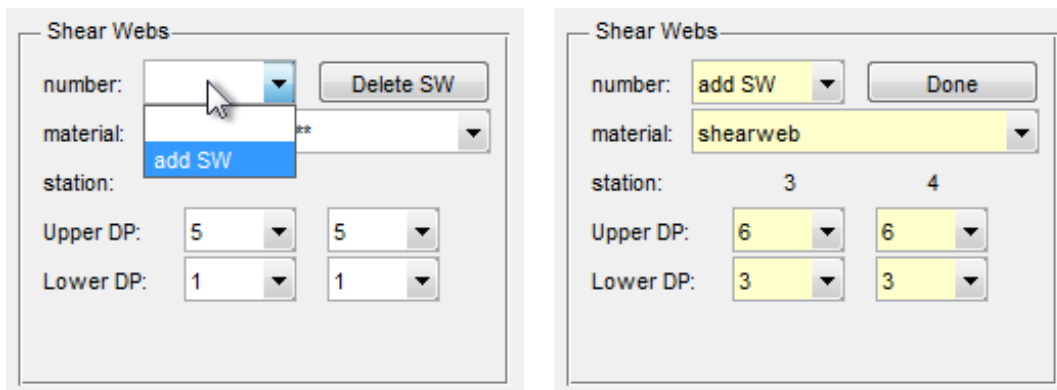 Shear Webs
number: Delete SW
material: **
add SW
station:
Upper DP: 5 5
Lower DP: 1 1
Shear Webs
number: add SW Done
material: shearweb
station: 3 4
Upper DP: 6 6
Lower DP: 3 3